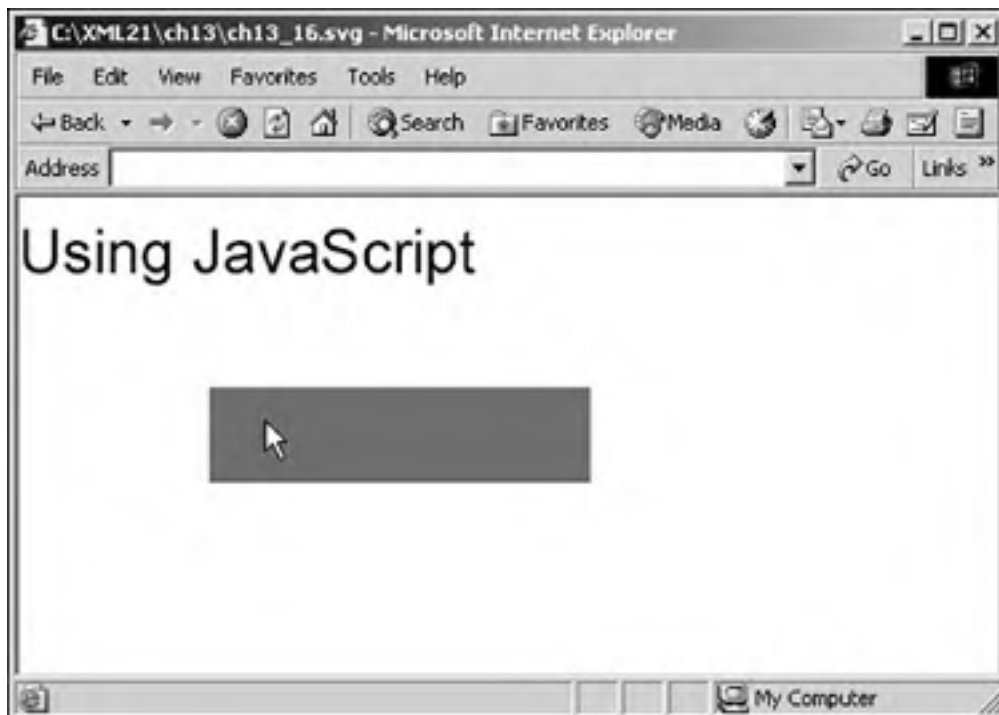 C:\XML21\ch13\ch13_16.svg - Microsoft Internet Explorer
File Edit View Favorites Tools Help
Back Search Favorites Media
Address Go Links »
Using JavaScript
My Computer